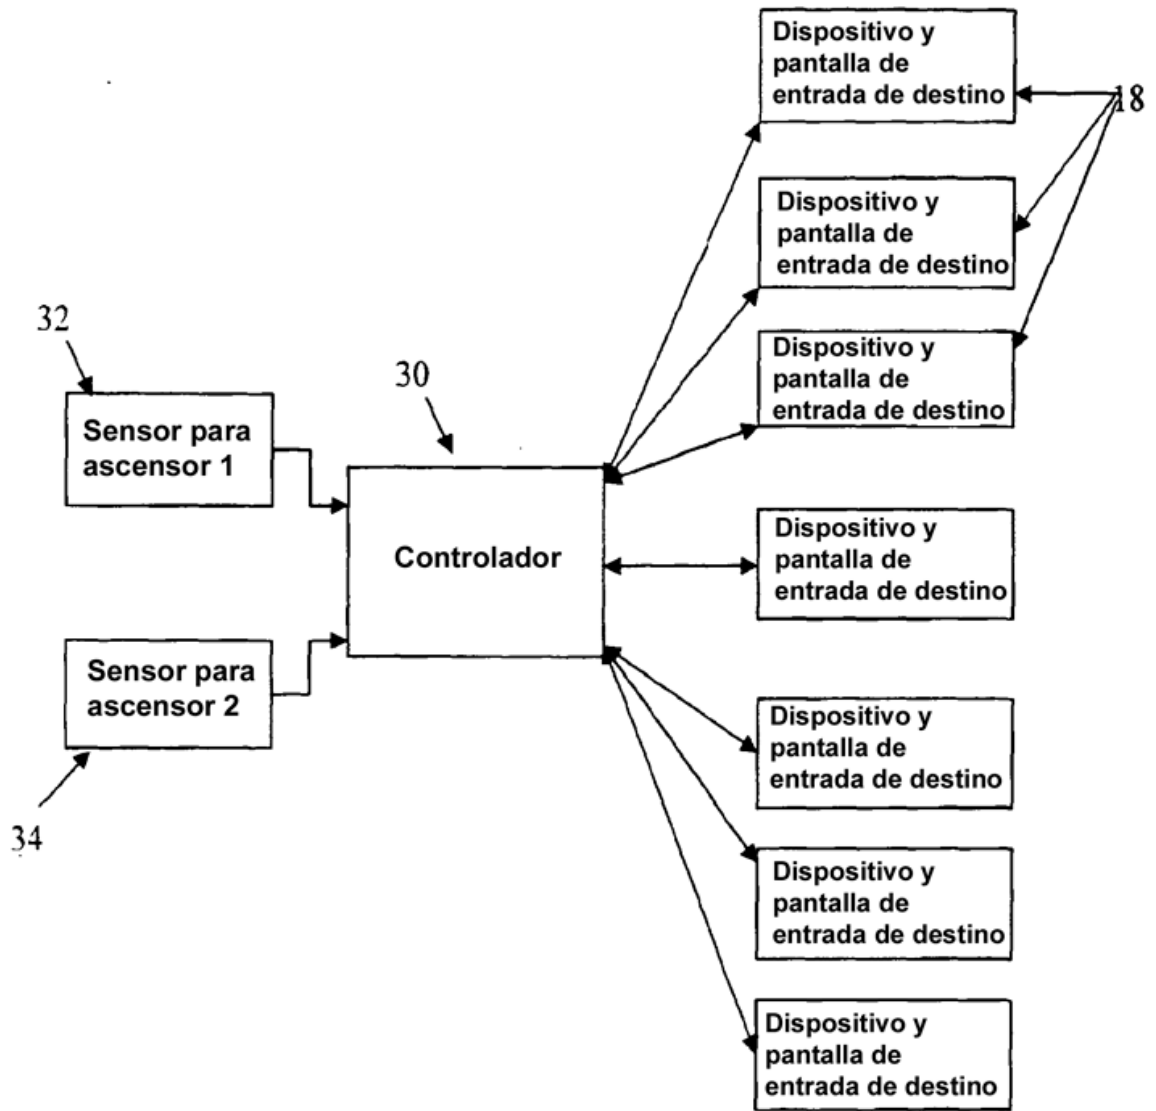 Dispositivo y
pantalla de
entrada de destino
18
Dispositivo y
pantalla de
entrada de destino
32
Dispositivo y
pantalla de
entrada de destino
30
Sensor para
ascensor 1
Controlador
Dispositivo y
pantalla de
entrada de destino
Sensor para
ascensor 2
34
Dispositivo y
pantalla de
entrada de destino
Dispositivo y
pantalla de
entrada de destino
Dispositivo y
pantalla de
entrada de destino